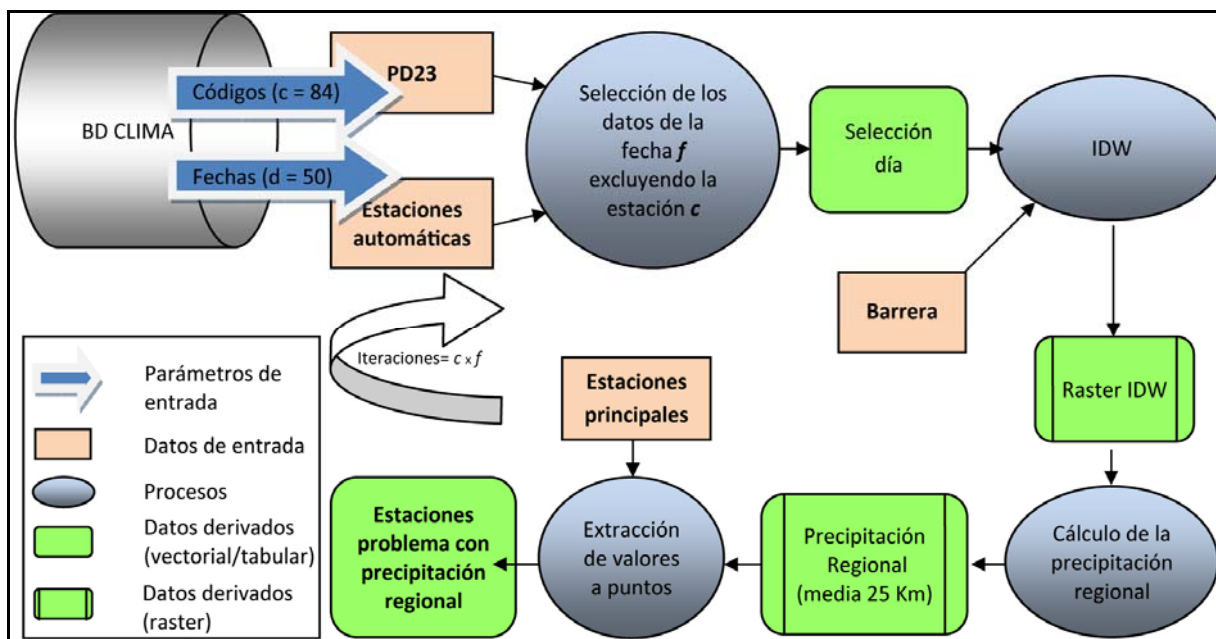 BD CLIMA
Códigos (c = 84)
Fechas (d = 50)
PD23
Estaciones
automáticas
Selección de los
datos de la
fecha f
excluyendo la
estación c
Selección
día
IDW
Barrera
Raster IDW
Iteraciones= c x f
Estaciones
principales
Parámetros de
entrada
Datos de entrada
Procesos
Datos derivados
(vectorial/tabular)
Datos derivados
(raster)
Estaciones
problema con
precipitación
regional
Extracción
de valores
a puntos
Precipitación
Regional
(media 25 Km)
Cálculo de la
precipitación
regional